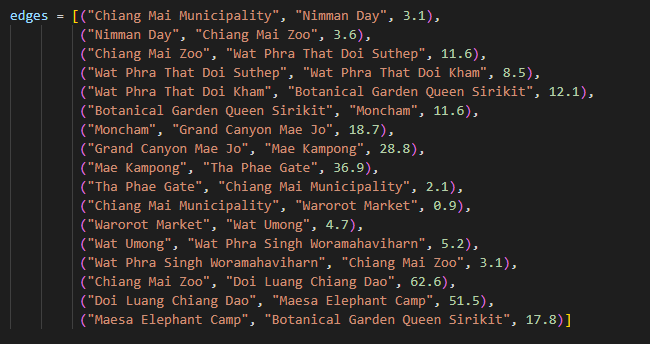 edges = [("Chiang Mai Municipality", "Nimman Day", 3.1),
("Nimman Day", "Chiang Mai Zoo", 3.6),
("Chiang Mai Zoo", "Wat Phra That Doi Suthep", 11.6),
("Wat Phra That Doi Suthep", "Wat Phra That Doi Kham", 8.5),
("Wat Phra That Doi Kham", "Botanical Garden Queen Sirikit", 12.1),
("Botanical Garden Queen Sirikit", "Moncham", 11.6),
("Moncham", "Grand Canyon Mae Jo", 18.7),
("Grand Canyon Mae Jo", "Mae Kampong", 28.8),
("Mae Kampong", "Tha Phae Gate", 36.9),
("Tha Phae Gate", "Chiang Mai Municipality", 2.1),
("Chiang Mai Municipality", "Warorot Market", 0.9),
("Warorot Market", "Wat Umong", 4.7),
("Wat Umong", "Wat Phra Singh Woramahaviharn", 5.2),
("Wat Phra Singh Woramahaviharn", "Chiang Mai Zoo", 3.1),
("Chiang Mai Zoo", "Doi Luang Chiang Dao", 62.6),
("Doi Luang Chiang Dao", "Maesa Elephant Camp", 51.5),
("Maesa Elephant Camp", "Botanical Garden Queen Sirikit", 17.8)]